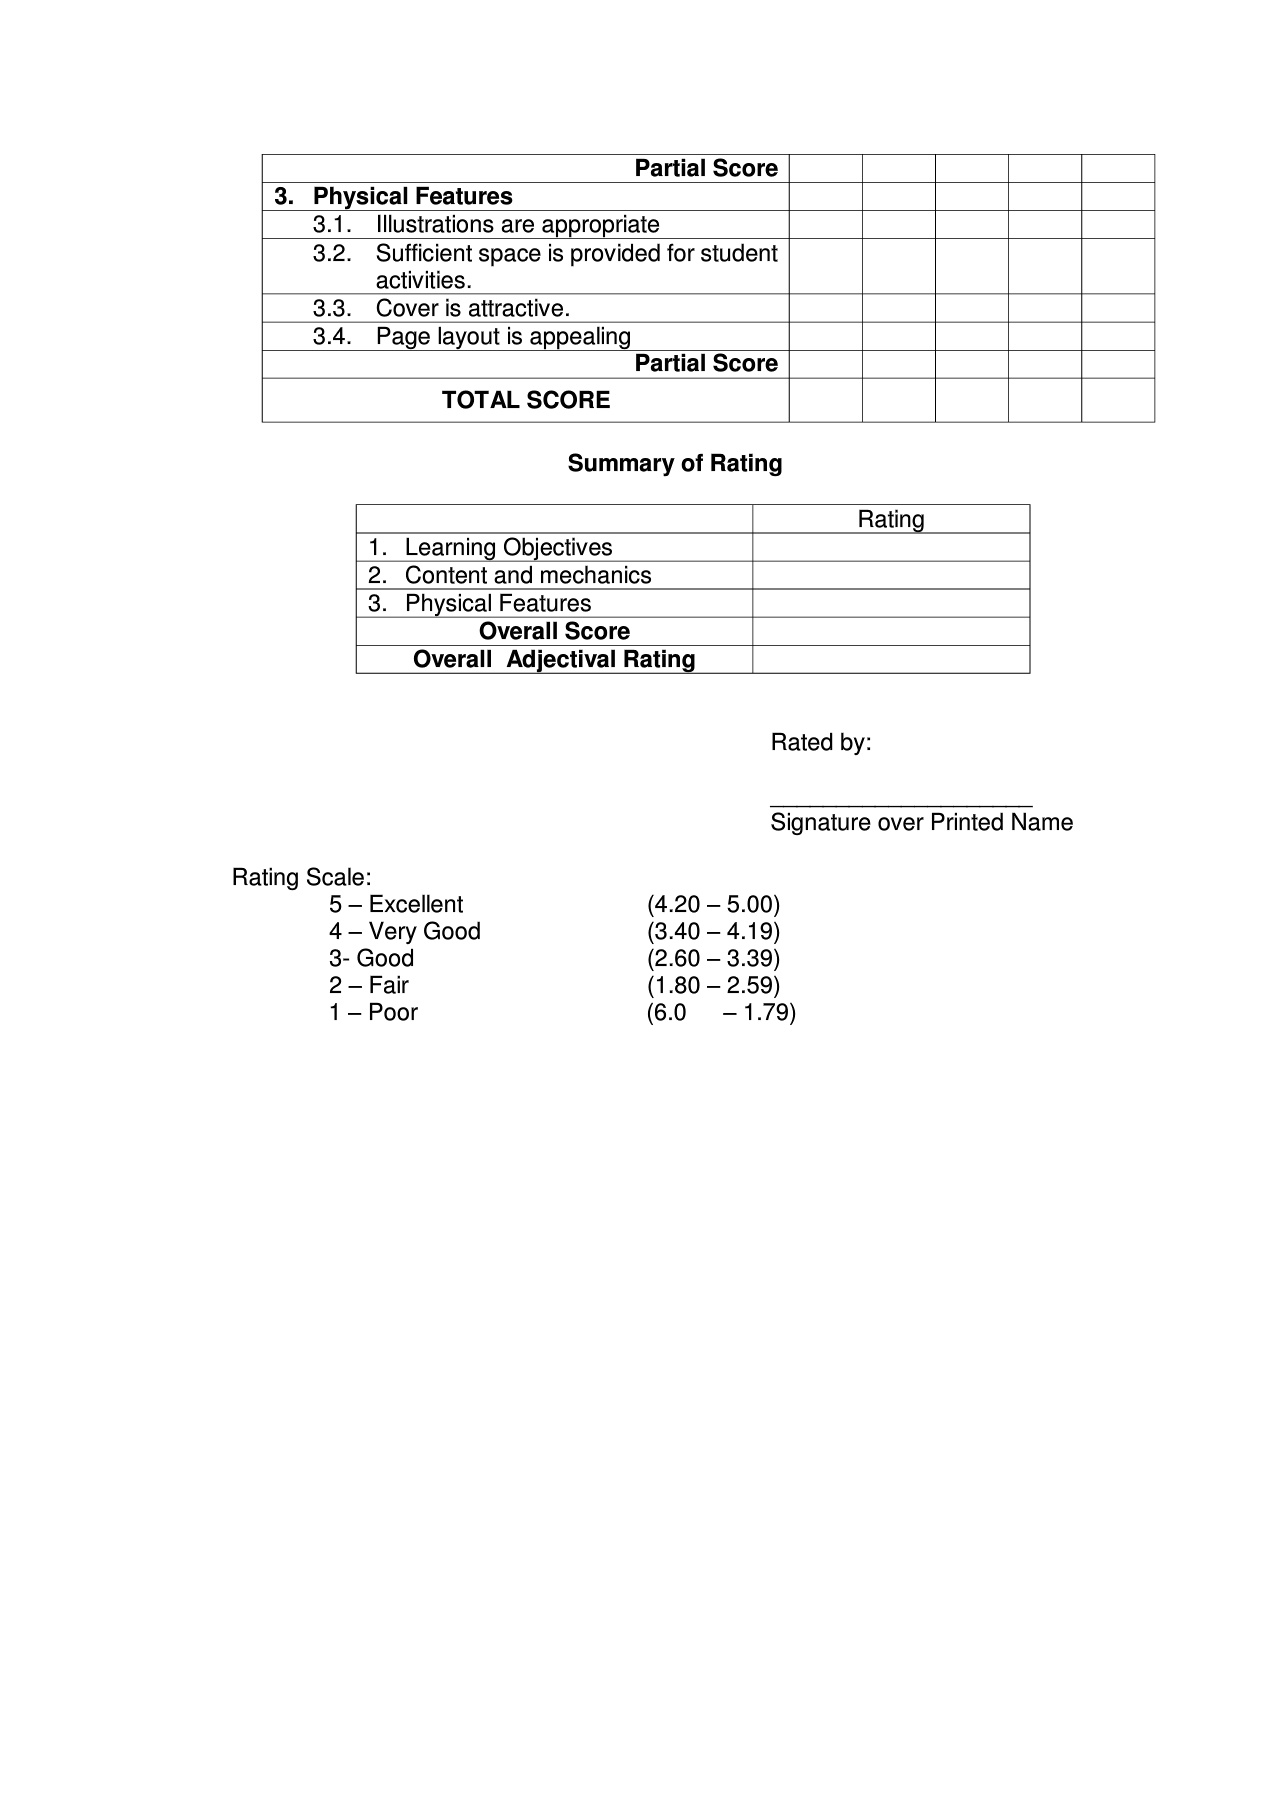 Partial Score
3. Physical Features
3.1. Illustrations are appropriate
3.2. Sufficient space is provided for student
activities.
3.3. Cover is attractive.
3.4. Page layout is appealing
Partial Score
TOTAL SCORE
Summary of Rating
Rating
1. Learning Objectives
2. Content and mechanics
3. Physical Features
Overall Score
Overall  Adjectival Rating
Rated by:
_____________________
Signature over Printed Name
Rating Scale:
5 – Excellent (4.20 – 5.00)
4 – Very Good (3.40 – 4.19)
3- Good (2.60 – 3.39)
2 – Fair (1.80 – 2.59)
1 – Poor (6.0 – 1.79)